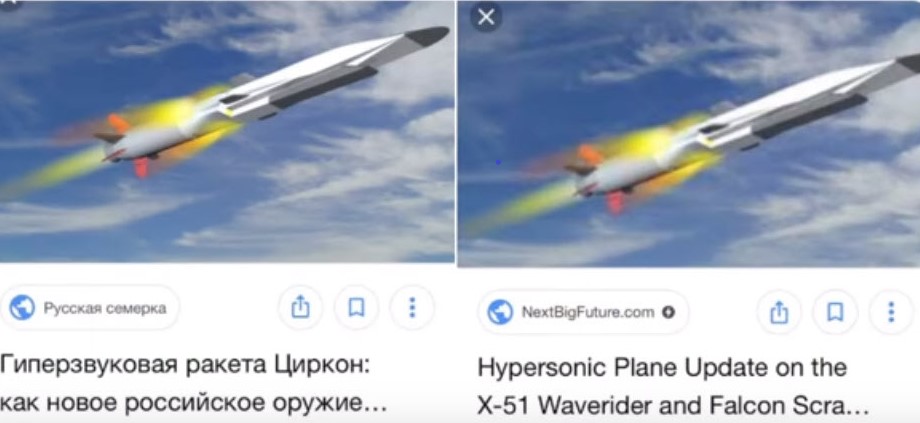 Русская семерка
Гиперзвуковая ракета Циркон:
как новое российское оружие...
NextBigFuture.com
Hypersonic Plane Update on the
X-51 Waverider and Falcon Scra...